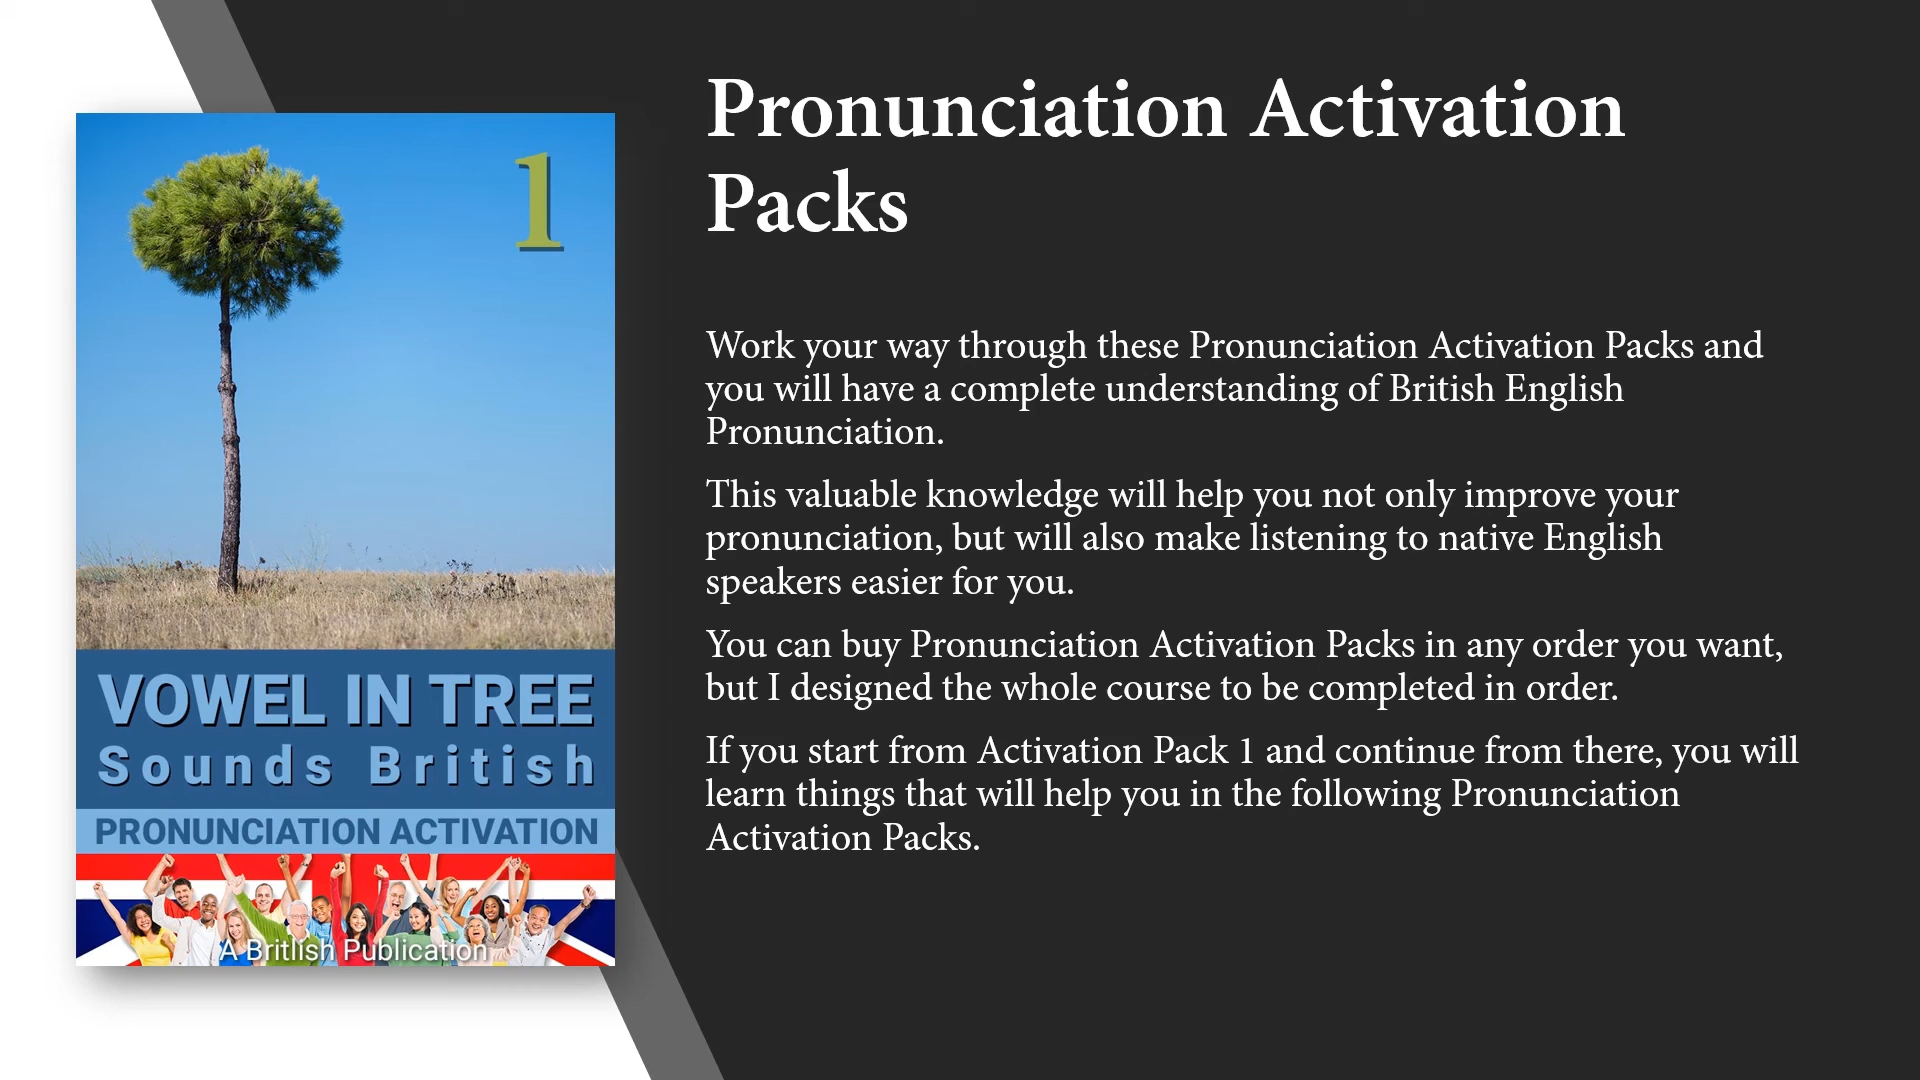 1
VOWEL IN TREE
Sounds British
PRONUNCIATION ACTIVATION
A Britlish Publication
Pronunciation Activation
Packs
Work your way through these Pronunciation Activation Packs and
you will have a complete understanding of British English
Pronunciation.
This valuable knowledge will help you not only improve your
pronunciation, but will also make listening to native English
speakers easier for you.
You can buy Pronunciation Activation Packs in any order you want,
but I designed the whole course to be completed in order.
If you start from Activation Pack 1 and continue from there, you will
learn things that will help you in the following Pronunciation
Activation Packs.